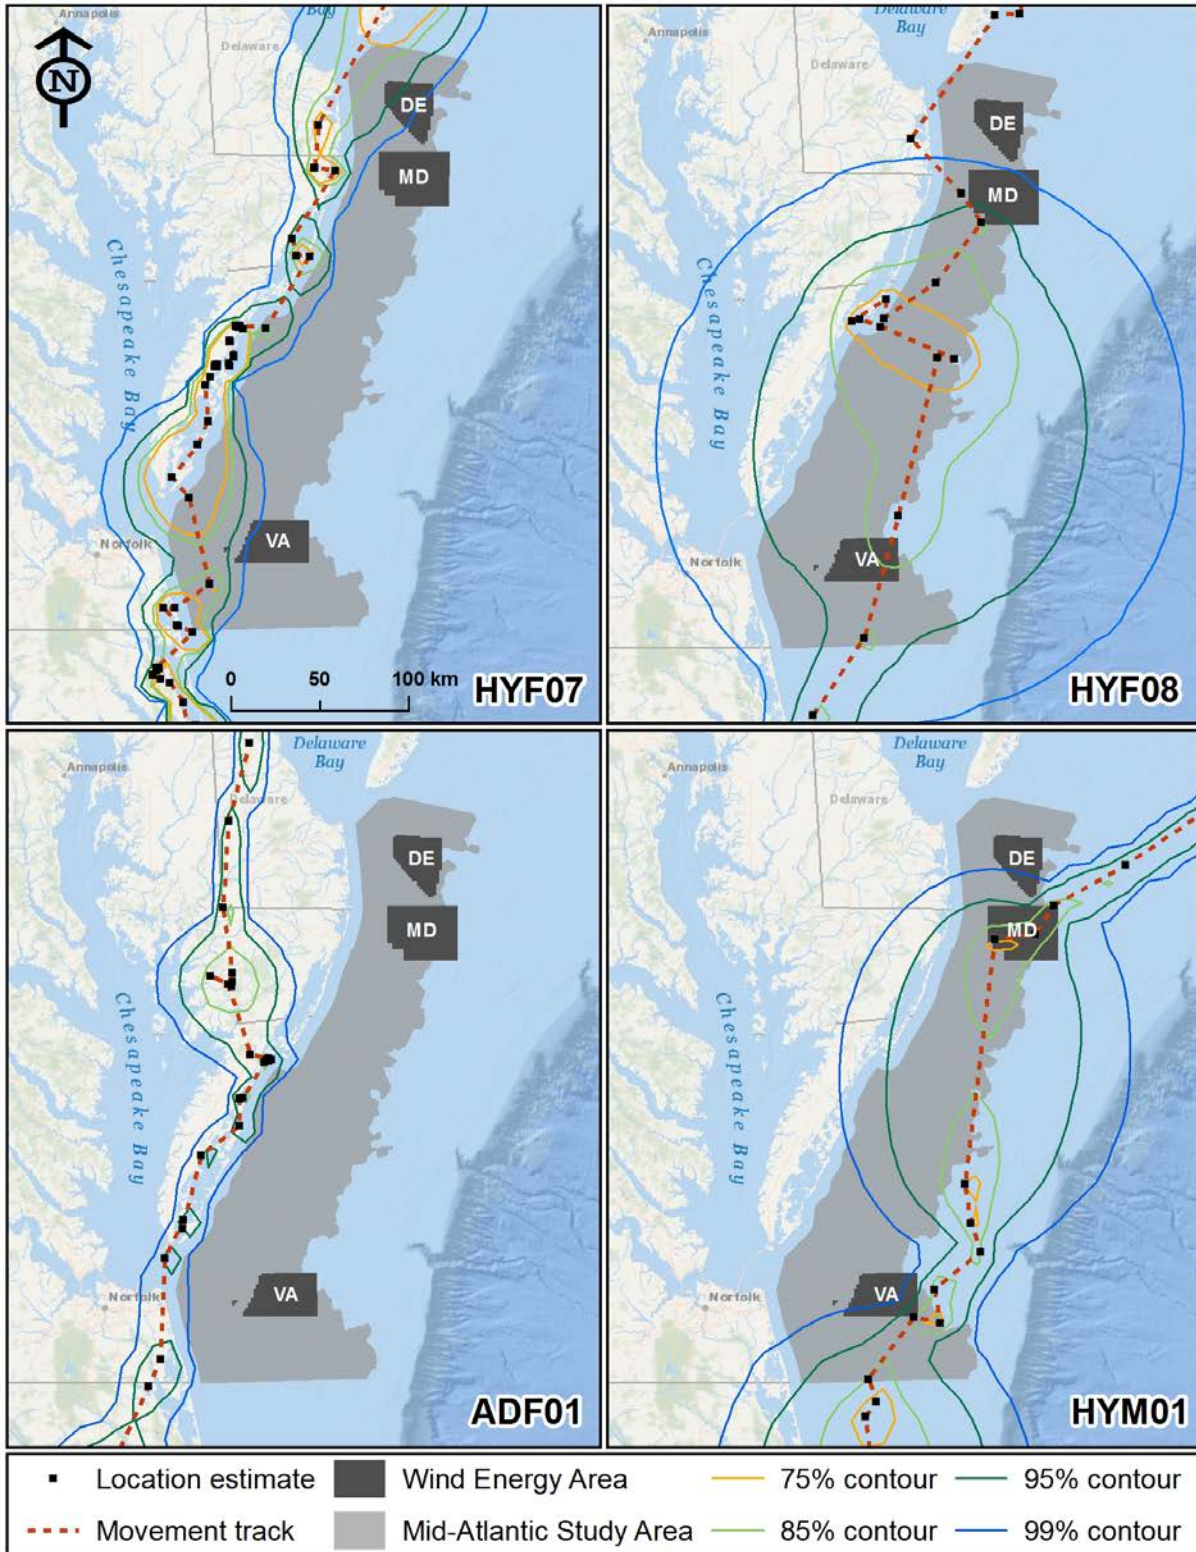 Annapolis
Bay
Delaware
N
DE
MD
Chesapeake Bay
Norfolk
VA
0 50 100 km
HYF07
Delaware
Bay
Annapolis
Delaware
DE
MD
Chesapeake Bay
Norfolk
VA
HYF08
Delaware
Bay
Annapolis
Delaware
DE
MD
Chesapeake Bay
Norfolk
VA
ADF01
Delaware
Bay
Annapolis
Delaware
DE
MD
Chesapeake Bay
Norfolk
VA
HYM01
Location estimate Wind Energy Area 75% contour 95% contour
Movement track Mid-Atlantic Study Area 85% contour 99% contour